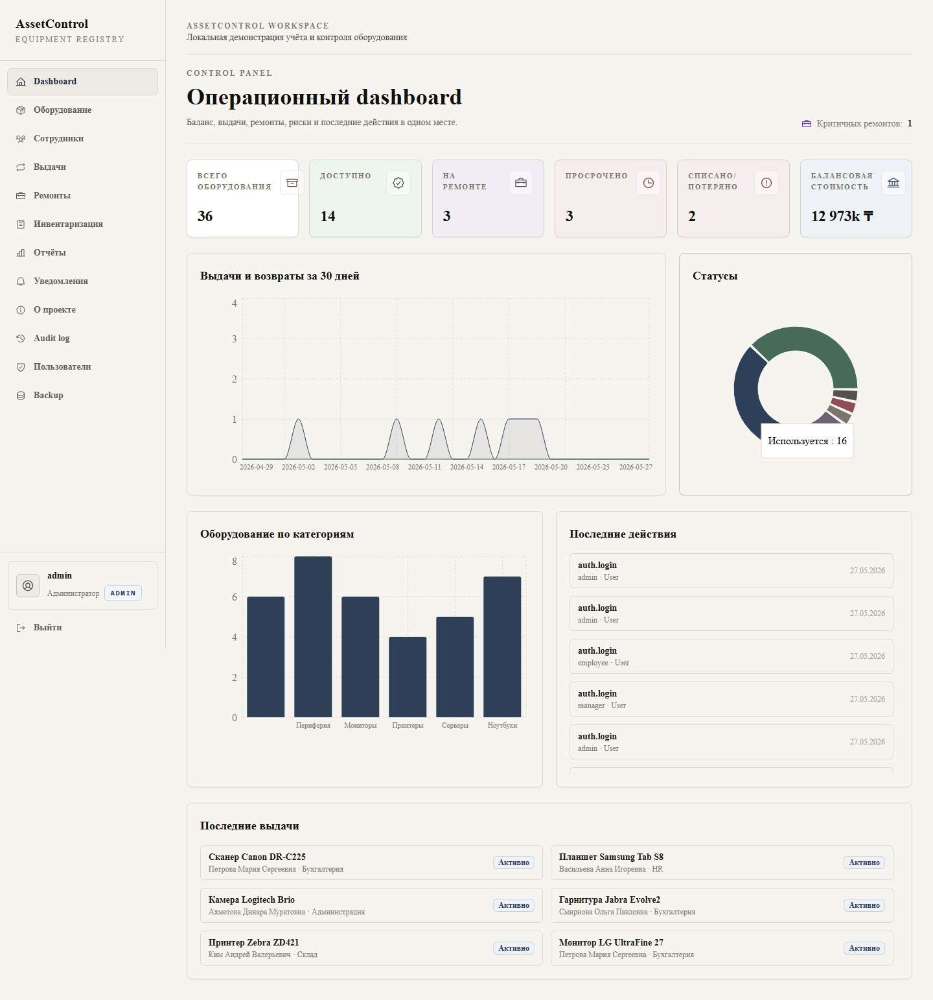 AssetControl
EQUIPMENT REGISTRY
Dashboard
Оборудование
Сотрудники
Выдачи
Ремонты
Инвентаризация
Отчёты
Уведомления
О проекте
Audit log
Пользователи
Backup
admin
Администратор ADMIN
Выйти
ASSETCONTROL WORKSPACE
Локальная демонстрация учёта и контроля оборудования
CONTROL PANEL
Операционный dashboard
Баланс, выдачи, ремонты, риски и последние действия в одном месте.
Критичных ремонтов: 1
ВСЕГО
ОБОРУДОВАНИЯ
36
ДОСТУПНО
14
НА
РЕМОНТЕ
3
ПРОСРОЧЕНО
3
СПИСАНО/
ПОТЕРЯНО
2
БАЛАНСОВАЯ
СТОИМОСТЬ
12 973k ₸
Выдачи и возвраты за 30 дней
4
3
2
1
0
2026-04-29 2026-05-02 2026-05-05 2026-05-08 2026-05-11 2026-05-14 2026-05-17 2026-05-20 2026-05-23 2026-05-27
Статусы
Используется : 16
Оборудование по категориям
8
6
4
2
0
Периферия Мониторы Принтеры Серверы Ноутбуки
Последние действия
auth.login
admin · User
27.05.2026
auth.login
admin · User
27.05.2026
auth.login
employee · User
27.05.2026
auth.login
manager · User
27.05.2026
auth.login
admin · User
27.05.2026
Последние выдачи
Сканер Canon DR-C225
Петрова Мария Сергеевна · Бухгалтерия
Активно
Планшет Samsung Tab S8
Васильева Анна Игоревна · HR
Активно
Камера Logitech Brio
Ахметова Динара Муратовна · Администрация
Активно
Гарнитура Jabra Evolve2
Смирнова Ольга Павловна · Бухгалтерия
Активно
Принтер Zebra ZD421
Ким Андрей Валерьевич · Склад
Активно
Монитор LG UltraFine 27
Петрова Мария Сергеевна · Бухгалтерия
Активно